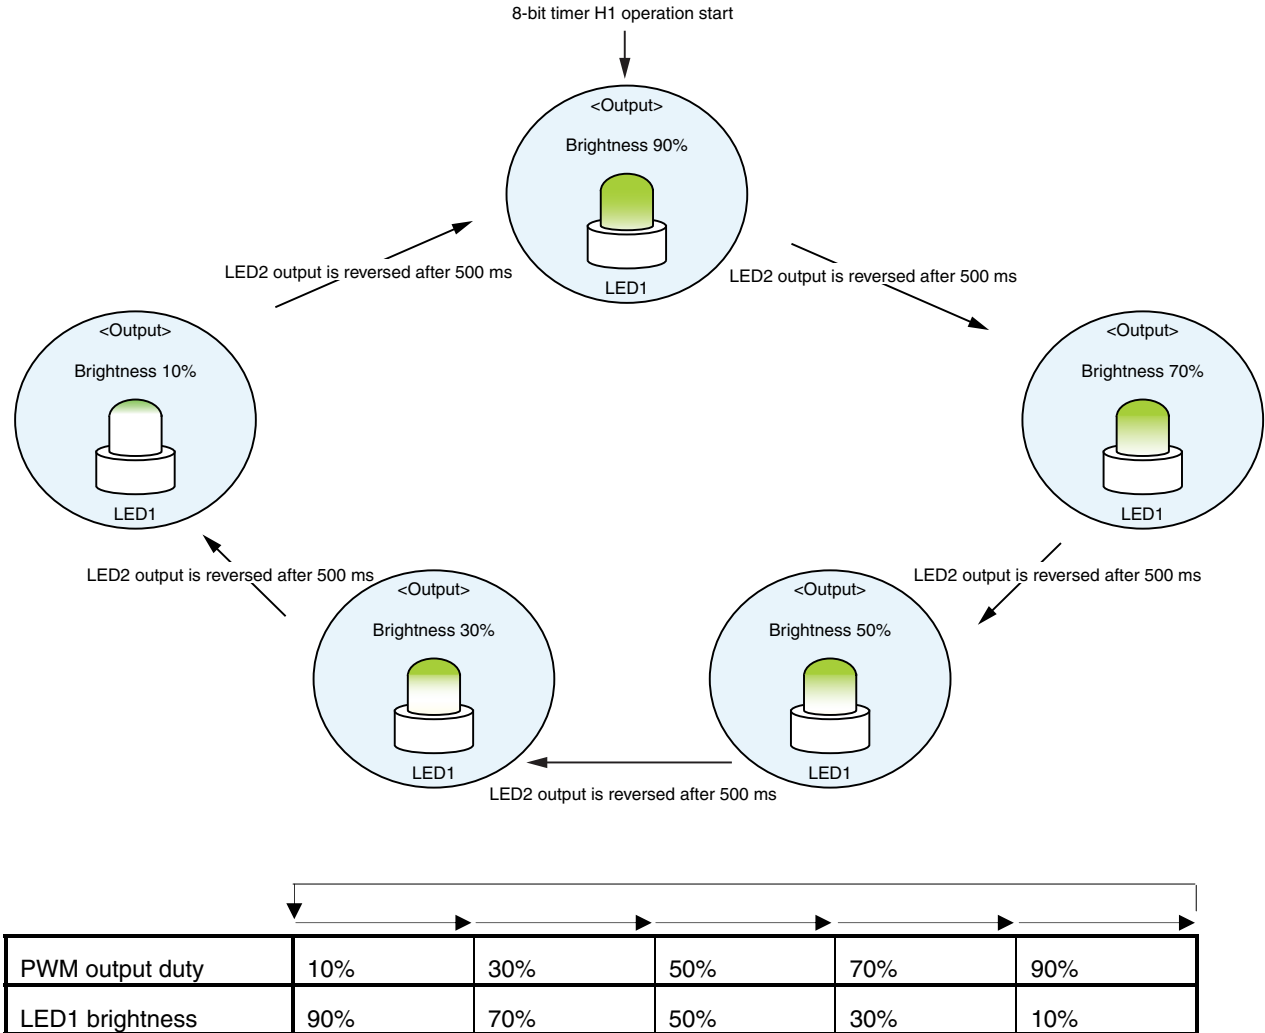 8-bit timer H1 operation start
<Output>
Brightness 90%
LED1
LED2 output is reversed after 500 ms
LED2 output is reversed after 500 ms
<Output>
Brightness 10%
LED1
<Output>
Brightness 70%
LED1
LED2 output is reversed after 500 ms
LED2 output is reversed after 500 ms
<Output>
Brightness 30%
LED1
<Output>
Brightness 50%
LED1
LED2 output is reversed after 500 ms
PWM output duty 10% 30% 50% 70% 90%
LED1 brightness 90% 70% 50% 30% 10%